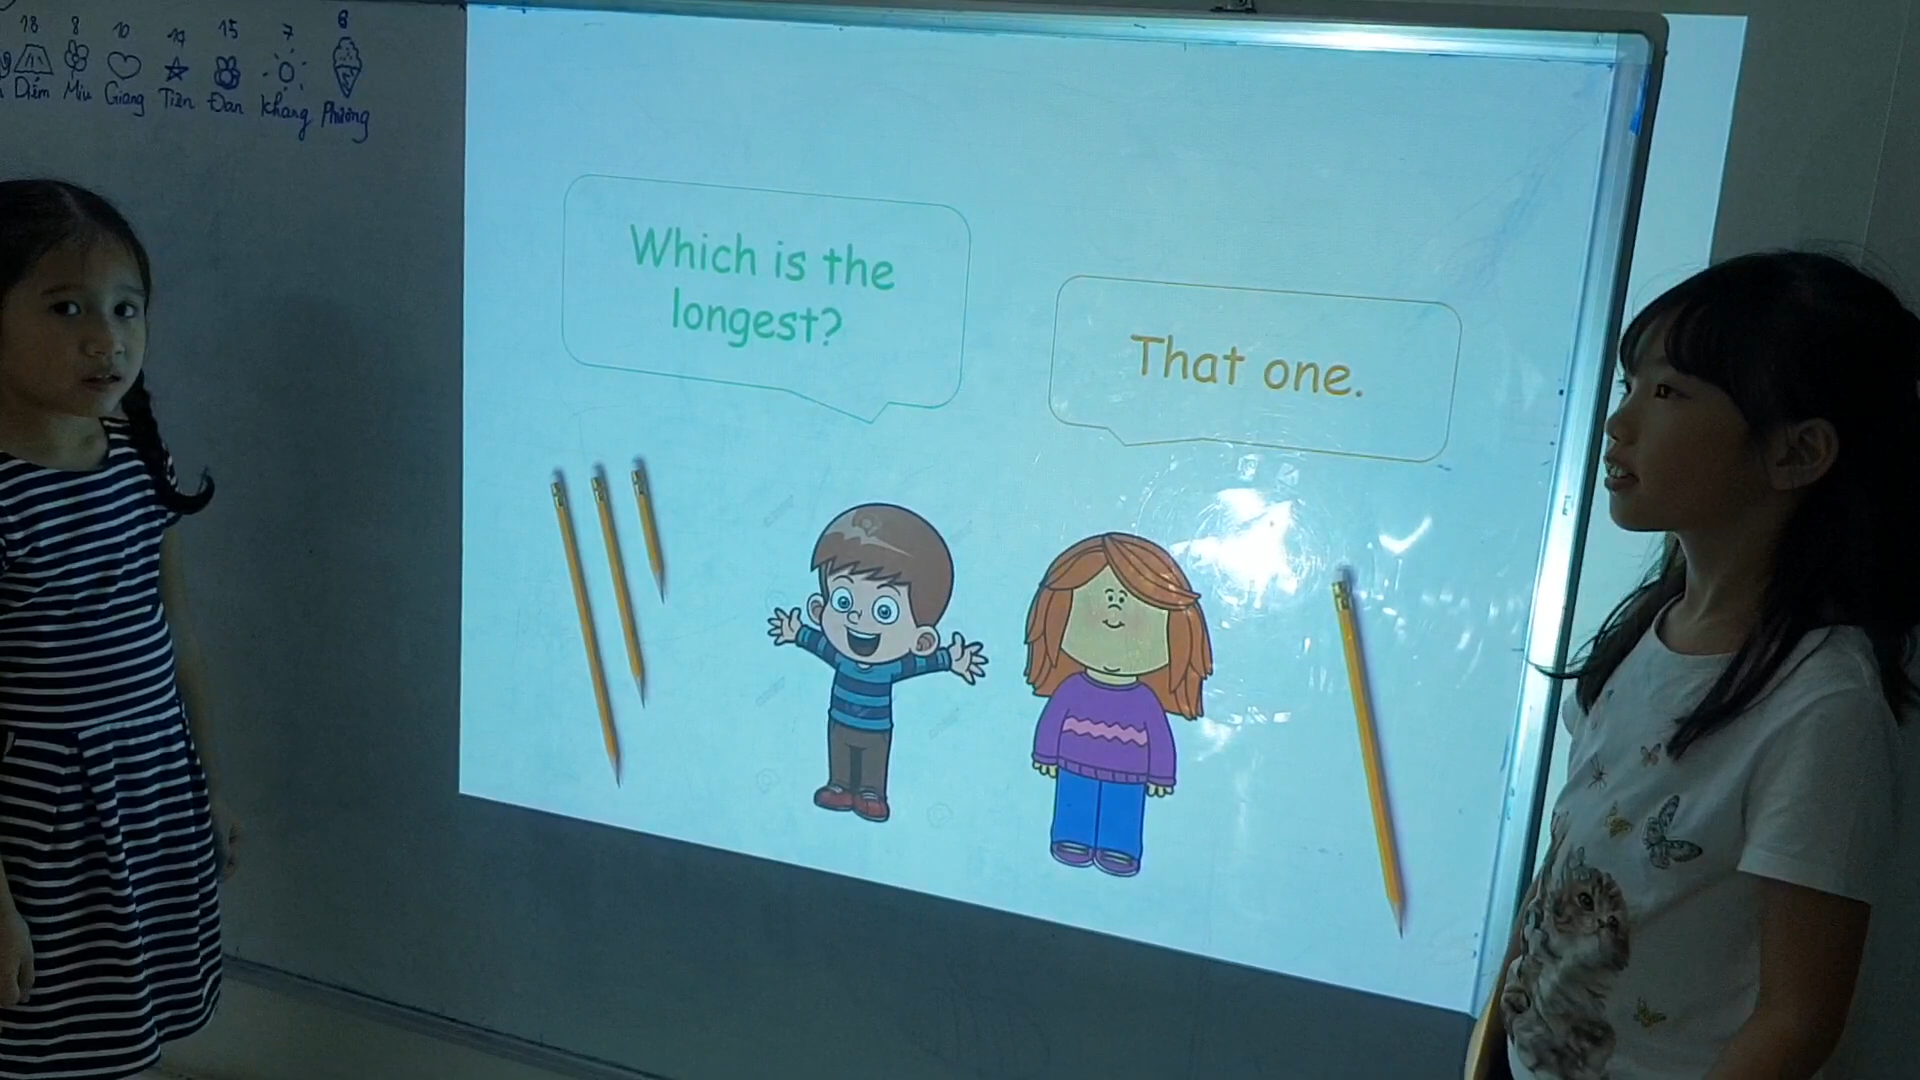 18 8 10 19 15 7 8
Diễm Miu Giang Tiên Đan Khang Phương
Which is the
longest?
That one.